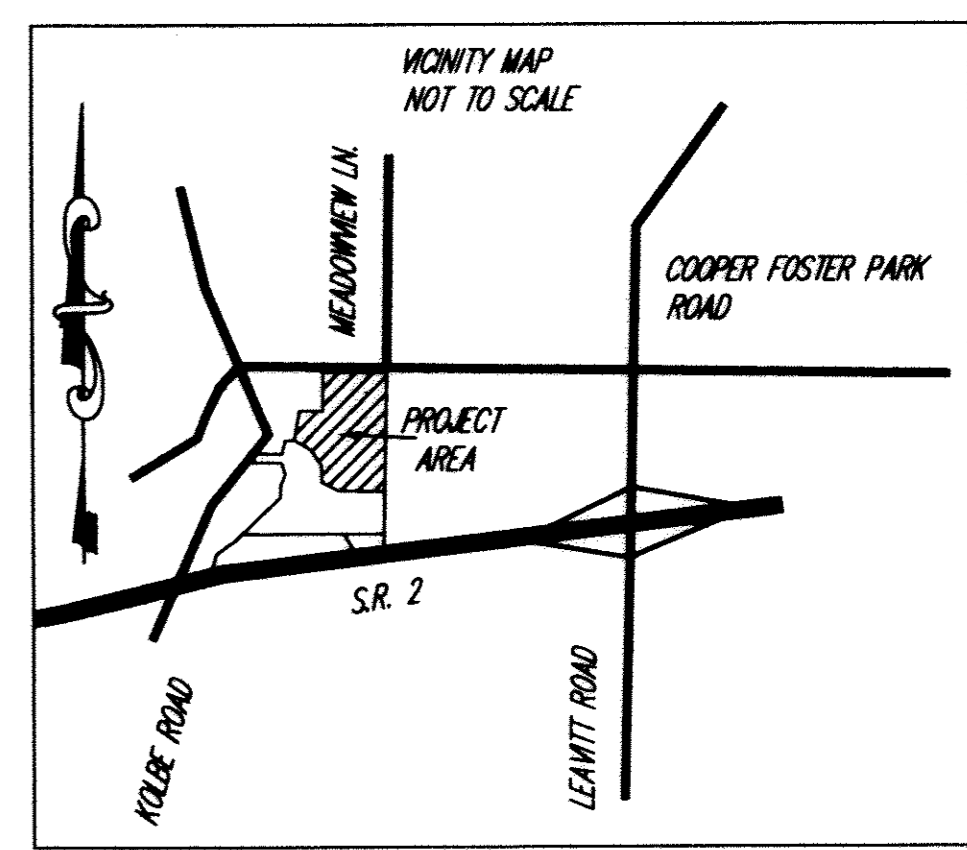 VICINITY MAP
NOT TO SCALE
MEADOWVIEW LN.
COOPER FOSTER PARK
ROAD
PROJECT
AREA
S.R. 2
KOLBE ROAD
LEAVITT ROAD